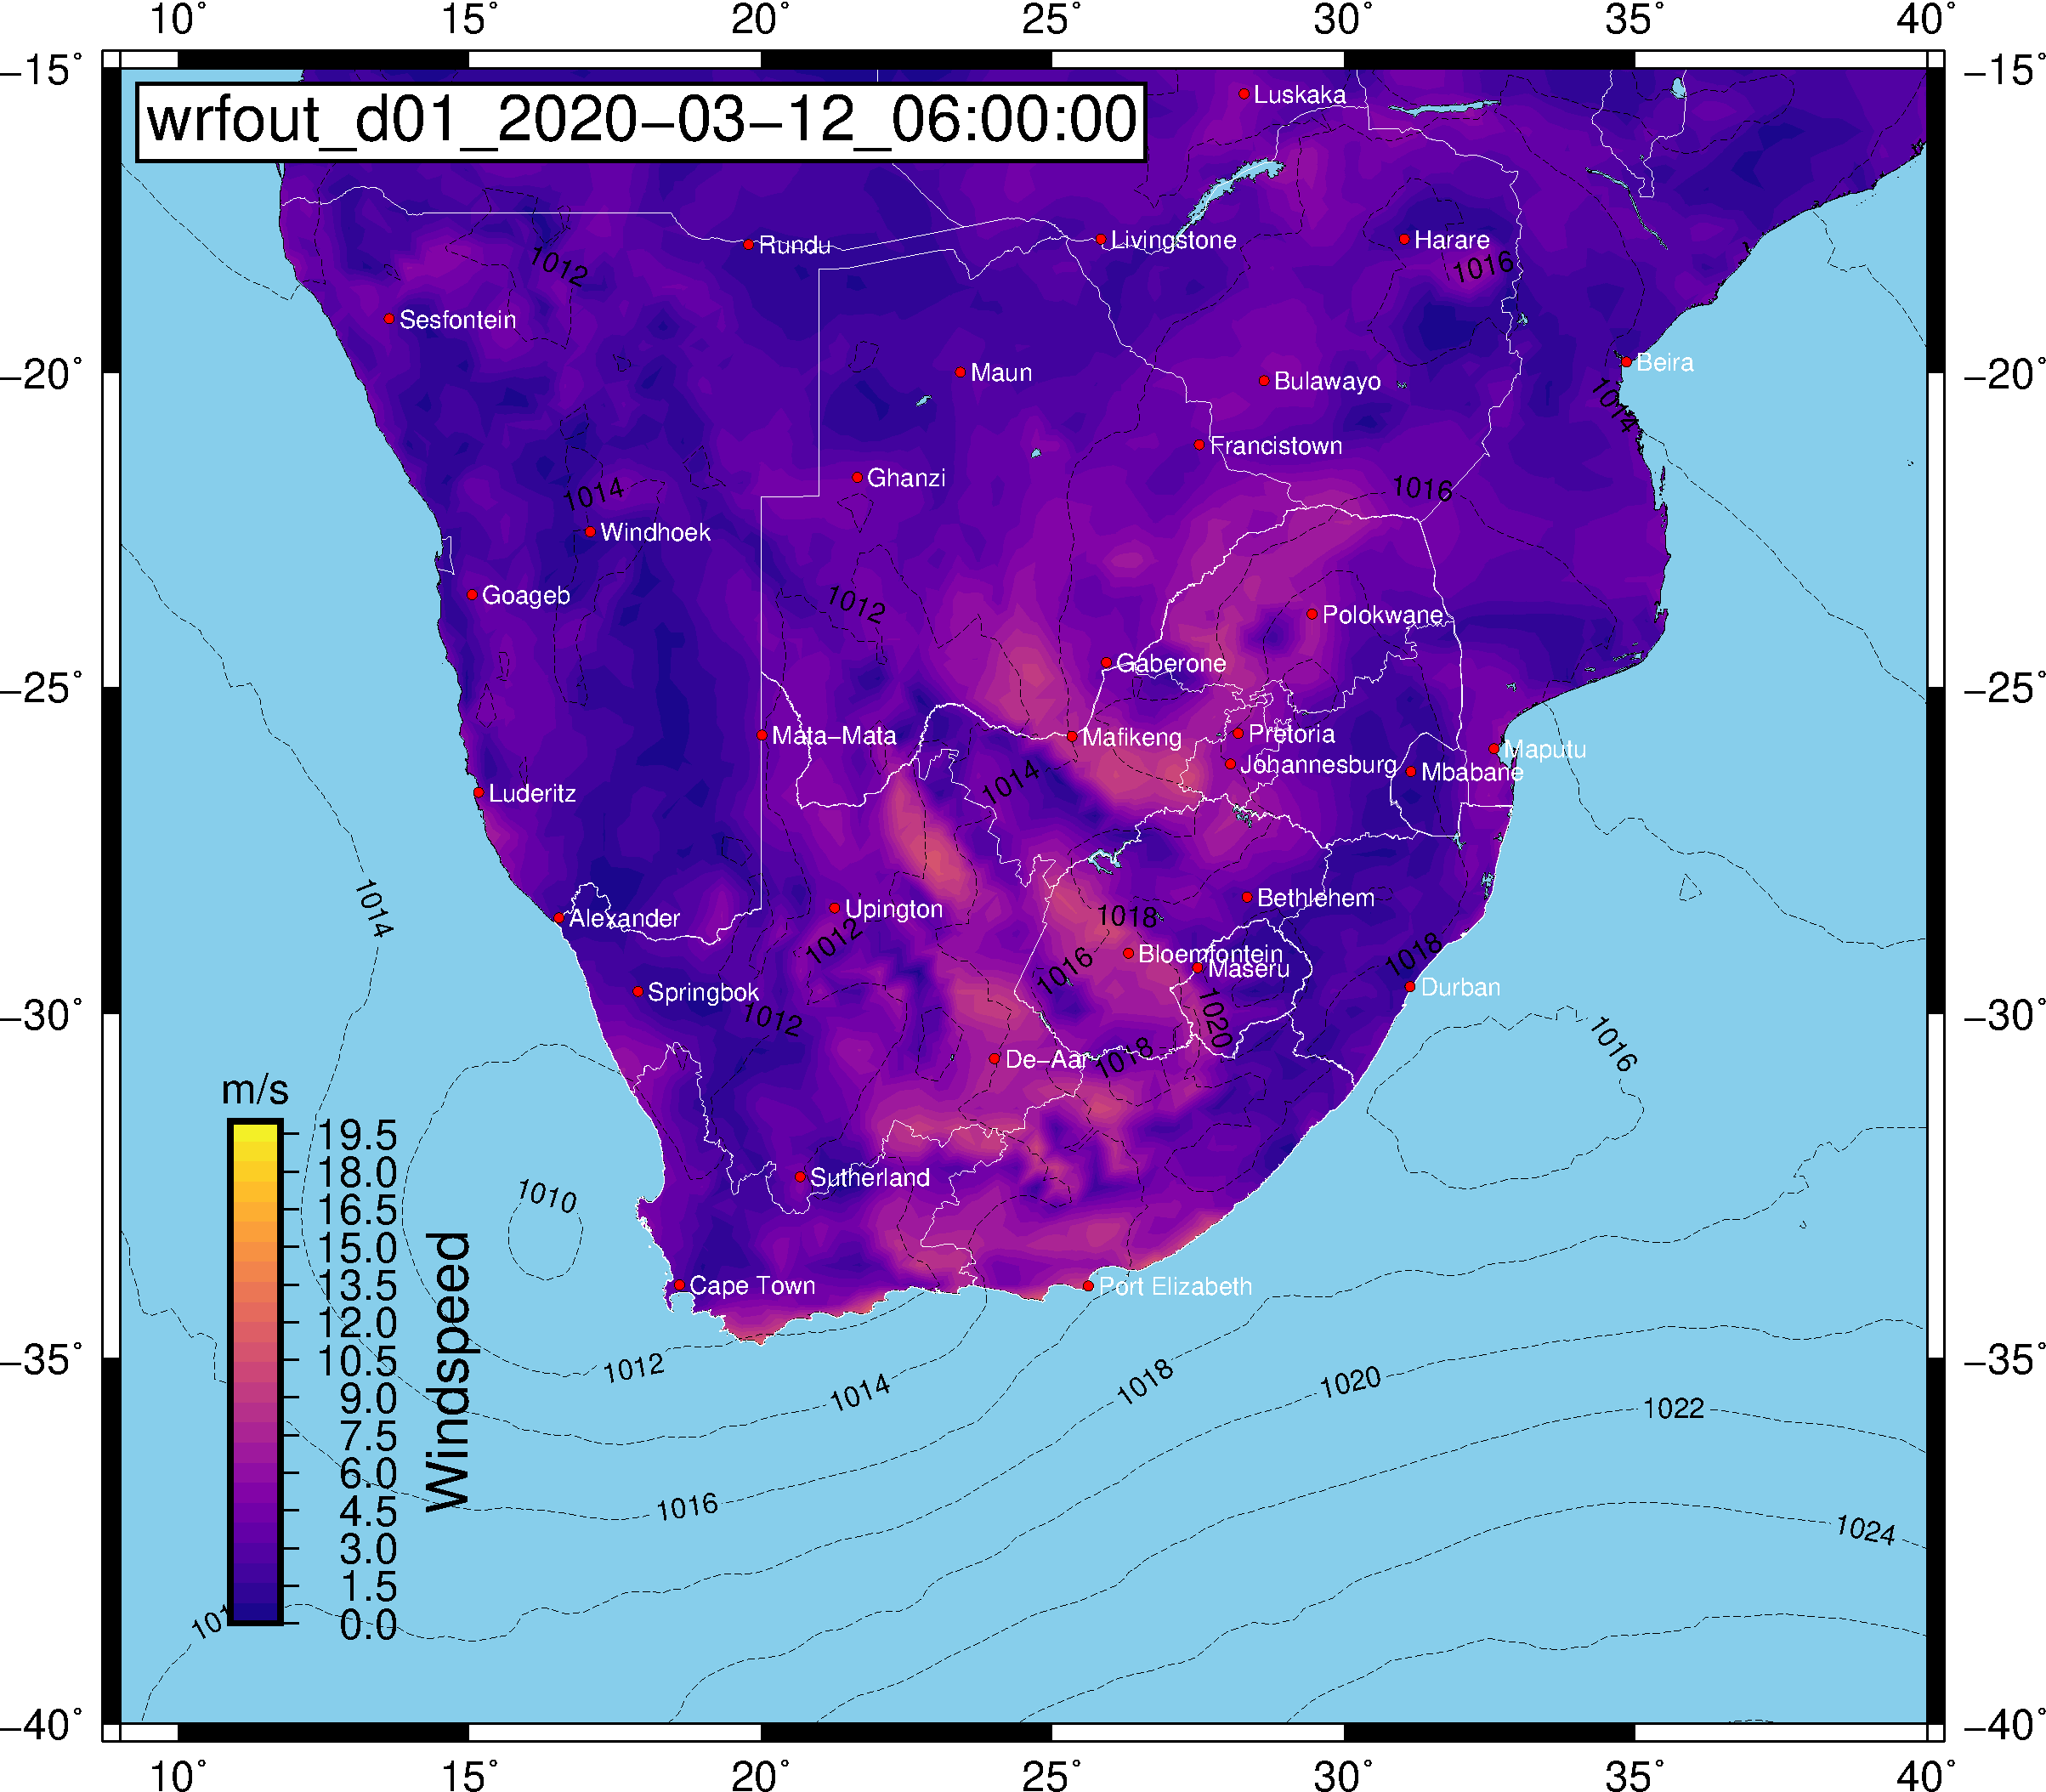 10° 15° 20° 25° 30° 35° 40°
−15° −15°
wrfout_d01_2020−03−12_06:00:00
Luskaka
Rundu
Livingstone
Harare
1012
1016
Sesfontein
Beira
−20° −20°
Maun
Bulawayo
1014
Francistown
Ghanzi
1014
1016
Windhoek
Goageb
1012
Polokwane
Gaberone
−25° −25°
Mata−Mata
Mafikeng
Pretoria
Maputu
Johannesburg
Mbabane
1014
Luderitz
1014
Alexander
Upington
Bethlehem
1018
1012
Bloemfontein
1018
1016
Maseru
Springbok
Durban
1012
1020
−30° −30°
1016
De−Aar
1018
m/s
Sutherland
1010
Cape Town
Port Elizabeth
19.5
18.0
16.5
15.0
13.5
12.0
10.5
9.0
7.5
6.0
4.5
3.0
1.5
0.0
Windspeed
−35° −35°
1012
1014
1018
1020
1022
1016
1024
−40° −40°
10° 15° 20° 25° 30° 35° 40°